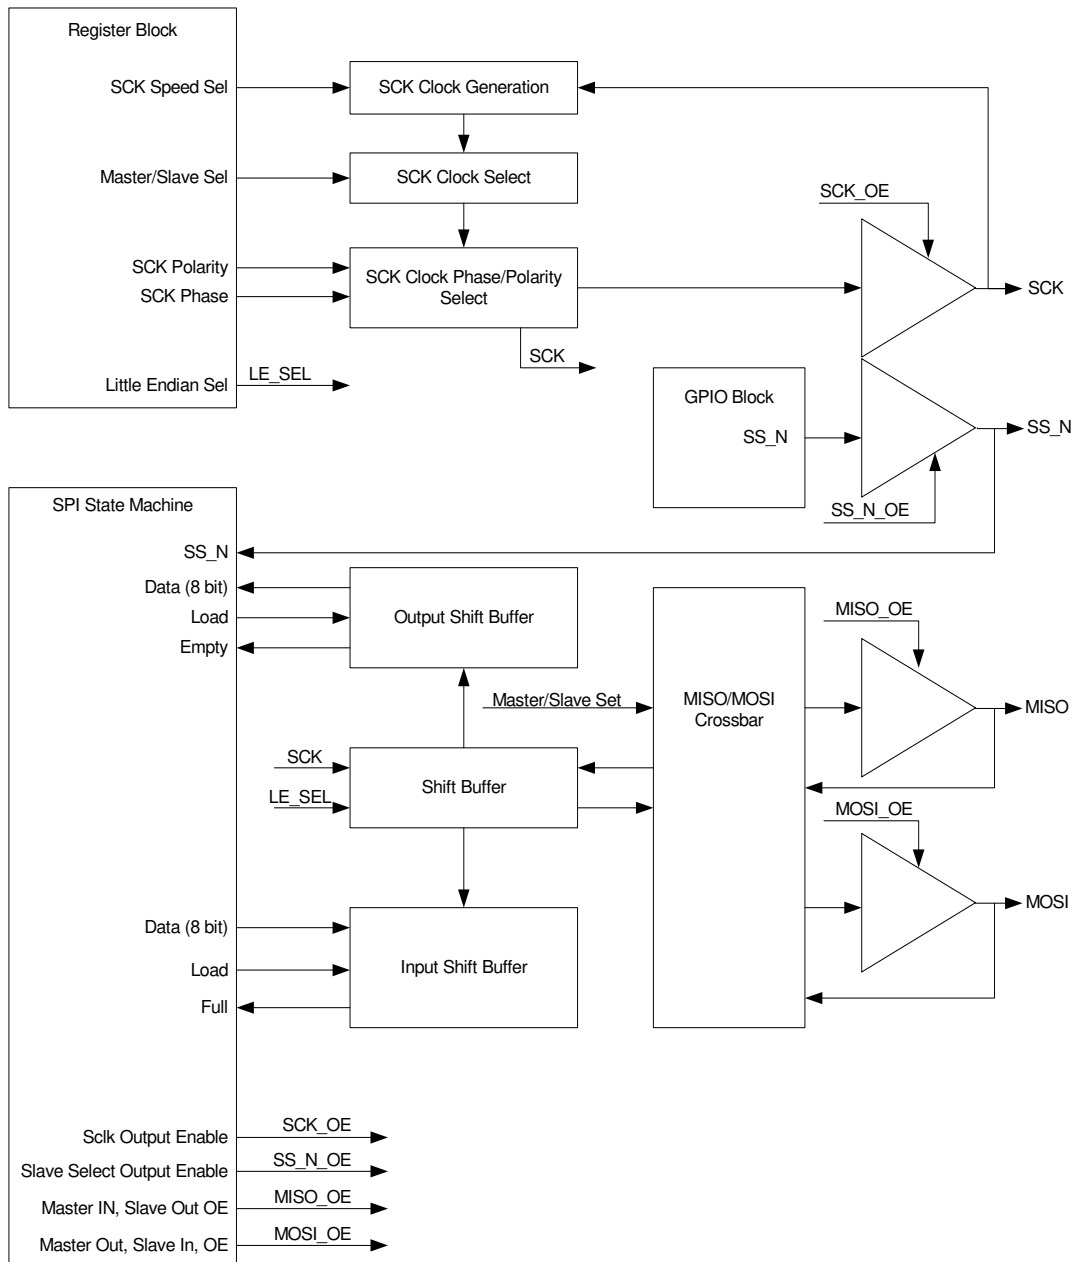 Register Block
SCK Speed Sel
SCK Clock Generation
Master/Slave Sel
SCK Clock Select
SCK_OE
SCK Polarity
SCK Phase
SCK Clock Phase/Polarity
Select
SCK
SCK
Little Endian Sel
LE_SEL
GPIO Block
SS_N
SS_N
SS_N_OE
SPI State Machine
SS_N
Data (8 bit)
Load
Empty
Output Shift Buffer
MISO_OE
Master/Slave Set
MISO/MOSI
Crossbar
MISO
SCK
LE_SEL
Shift Buffer
MOSI_OE
MOSI
Data (8 bit)
Load
Full
Input Shift Buffer
Sclk Output Enable
SCK_OE
Slave Select Output Enable
SS_N_OE
Master IN, Slave Out OE
MISO_OE
Master Out, Slave In, OE
MOSI_OE